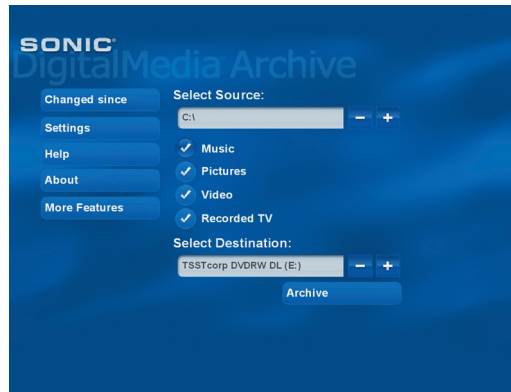 SONIC
DigitalMedia Archive
Changed since
Settings
Help
About
More Features
Select Source:
C:\
− +
✓ Music
✓ Pictures
✓ Video
✓ Recorded TV
Select Destination:
TSSTcorp DVDRW DL (E:)
− +
Archive